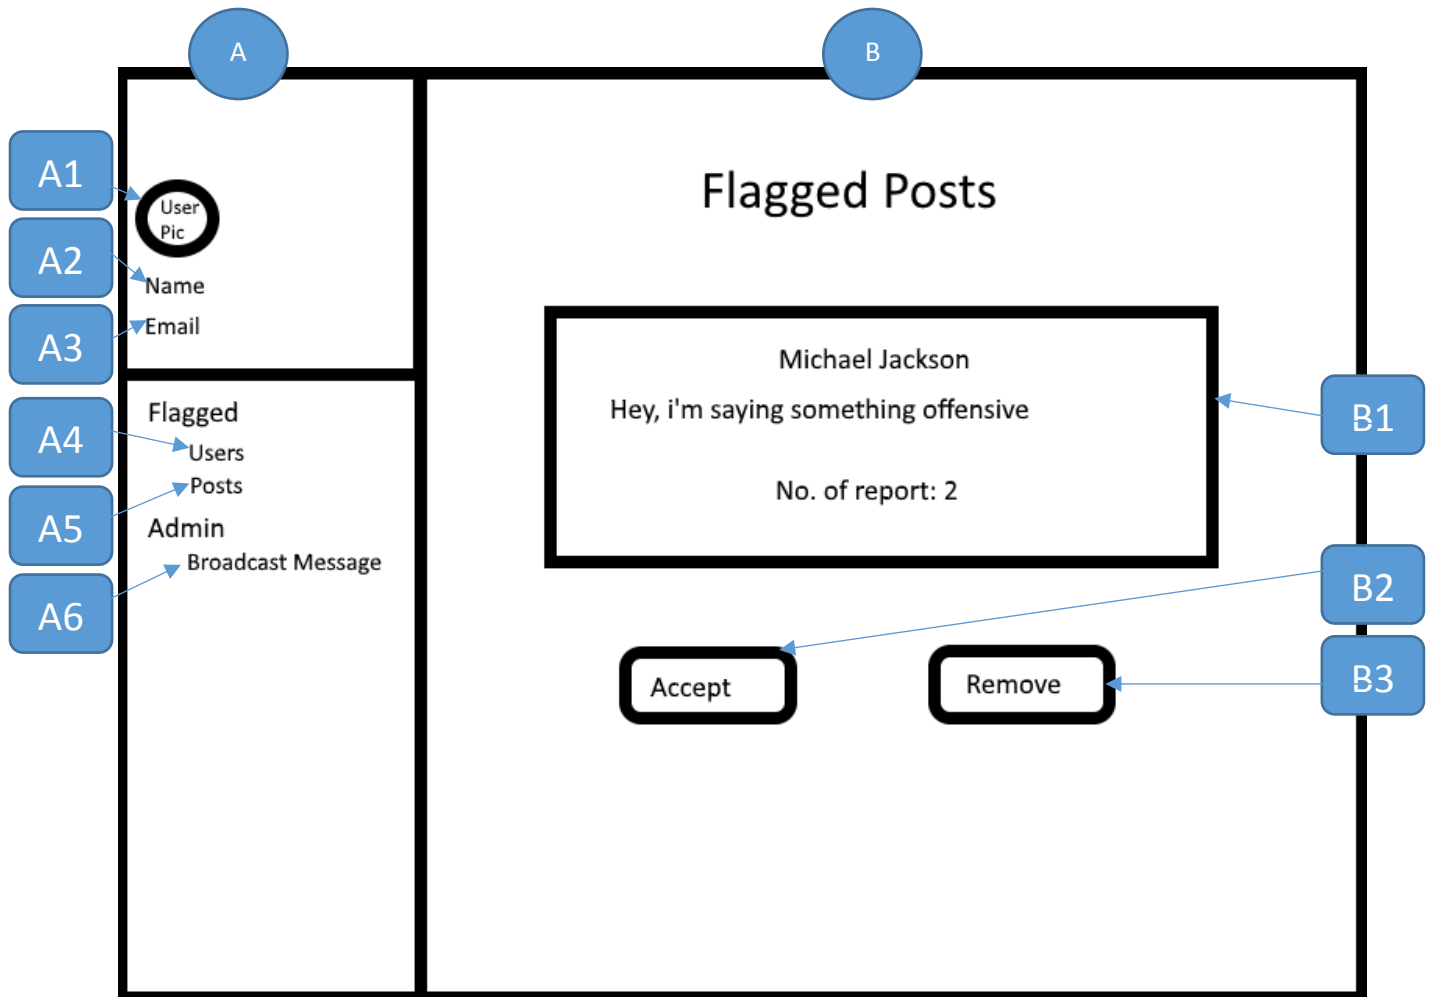 A
B
A1
User
Pic
A2
Name
A3
Email
Flagged
A4
Users
A5
Posts
Admin
A6
Broadcast Message
Flagged Posts
Michael Jackson
Hey, i'm saying something offensive
No. of report: 2
B1
B2
Accept
Remove
B3